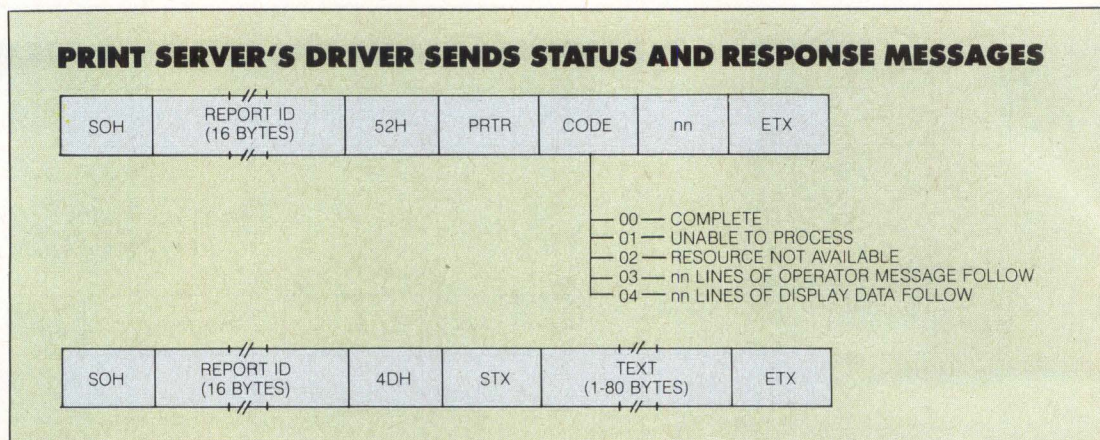 PRINT SERVER'S DRIVER SENDS STATUS AND RESPONSE MESSAGES
SOH REPORT ID (16 BYTES) 52H PRTR CODE nn ETX
00 — COMPLETE
01 — UNABLE TO PROCESS
02 — RESOURCE NOT AVAILABLE
03 — nn LINES OF OPERATOR MESSAGE FOLLOW
04 — nn LINES OF DISPLAY DATA FOLLOW
SOH REPORT ID (16 BYTES) 4DH STX TEXT (1-80 BYTES) ETX